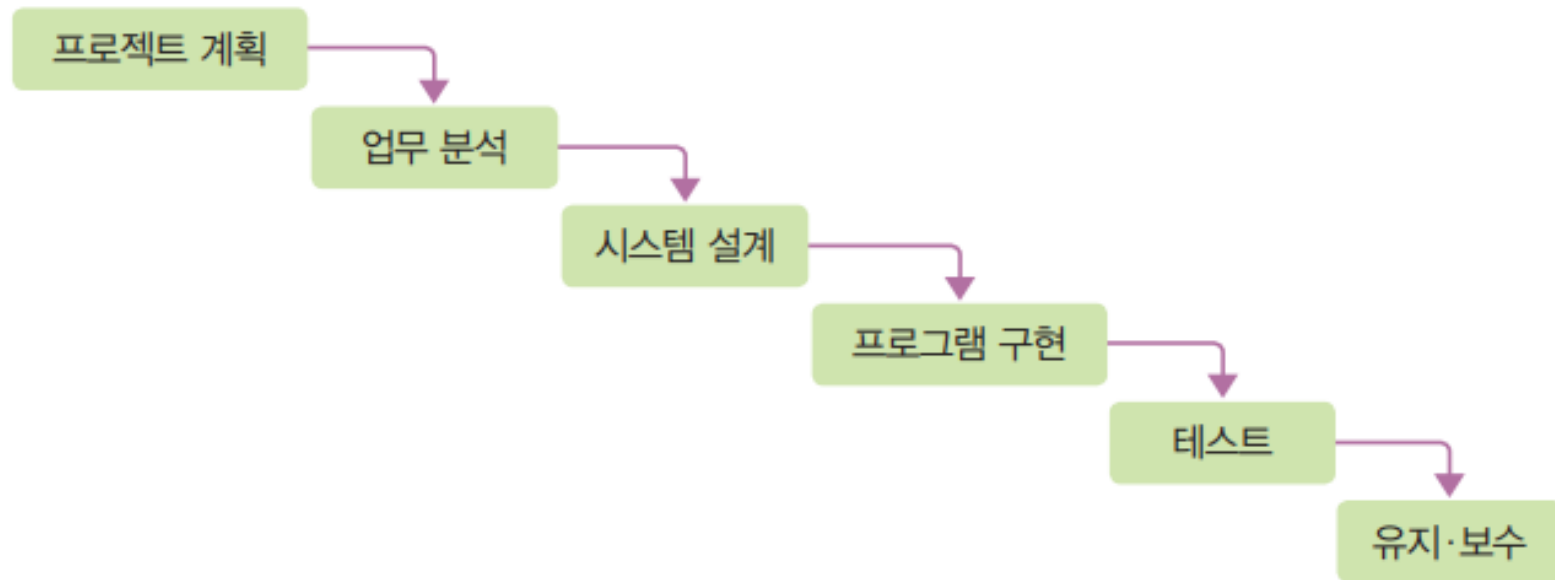 프로젝트 계획
업무 분석
시스템 설계
프로그램 구현
테스트
유지·보수